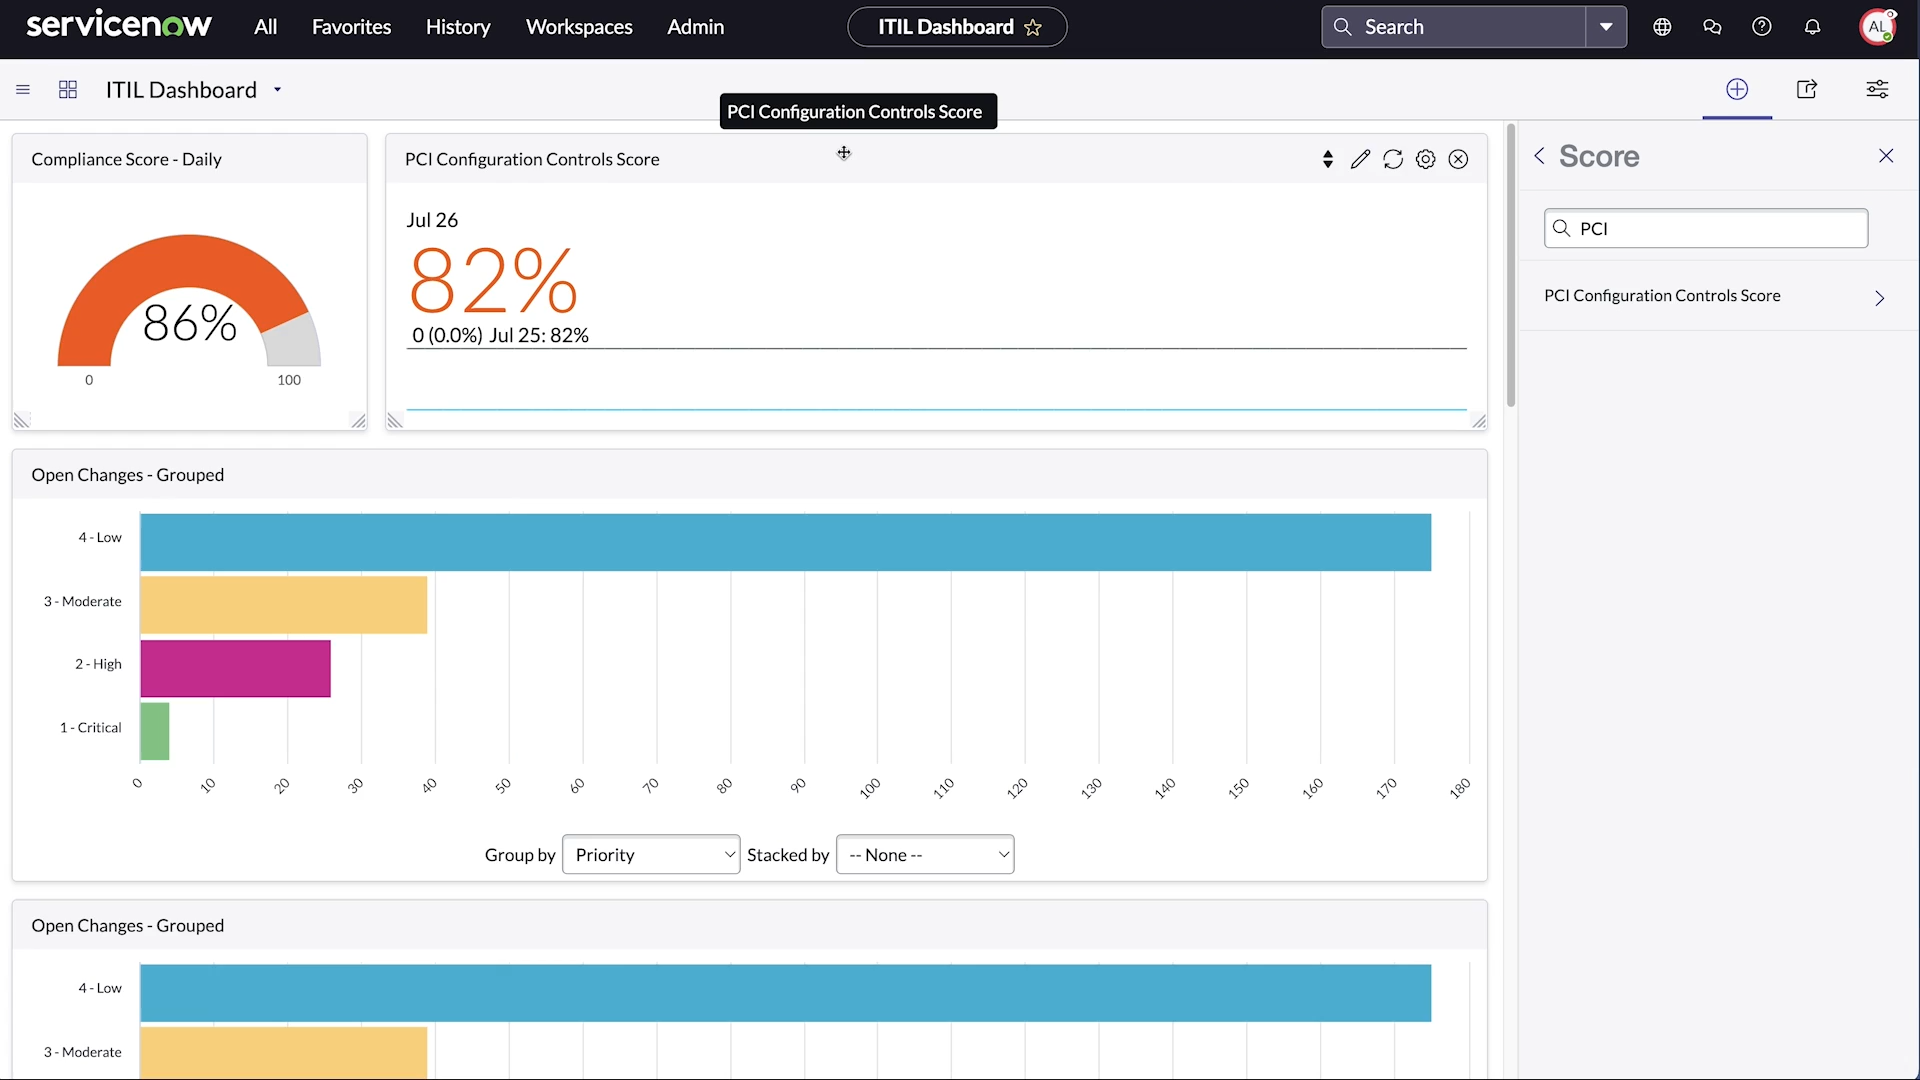 servicenow All Favorites History Workspaces Admin ITIL Dashboard Search AL
ITIL Dashboard
PCI Configuration Controls Score
Compliance Score - Daily
86%
0 100
PCI Configuration Controls Score
Jul 26
82%
0 (0.0%) Jul 25: 82%
Score
PCI
PCI Configuration Controls Score
Open Changes - Grouped
4 - Low
3 - Moderate
2 - High
1 - Critical
0 10 20 30 40 50 60 70 80 90 100 110 120 130 140 150 160 170 180
Group by Priority Stacked by -- None --
Open Changes - Grouped
4 - Low
3 - Moderate